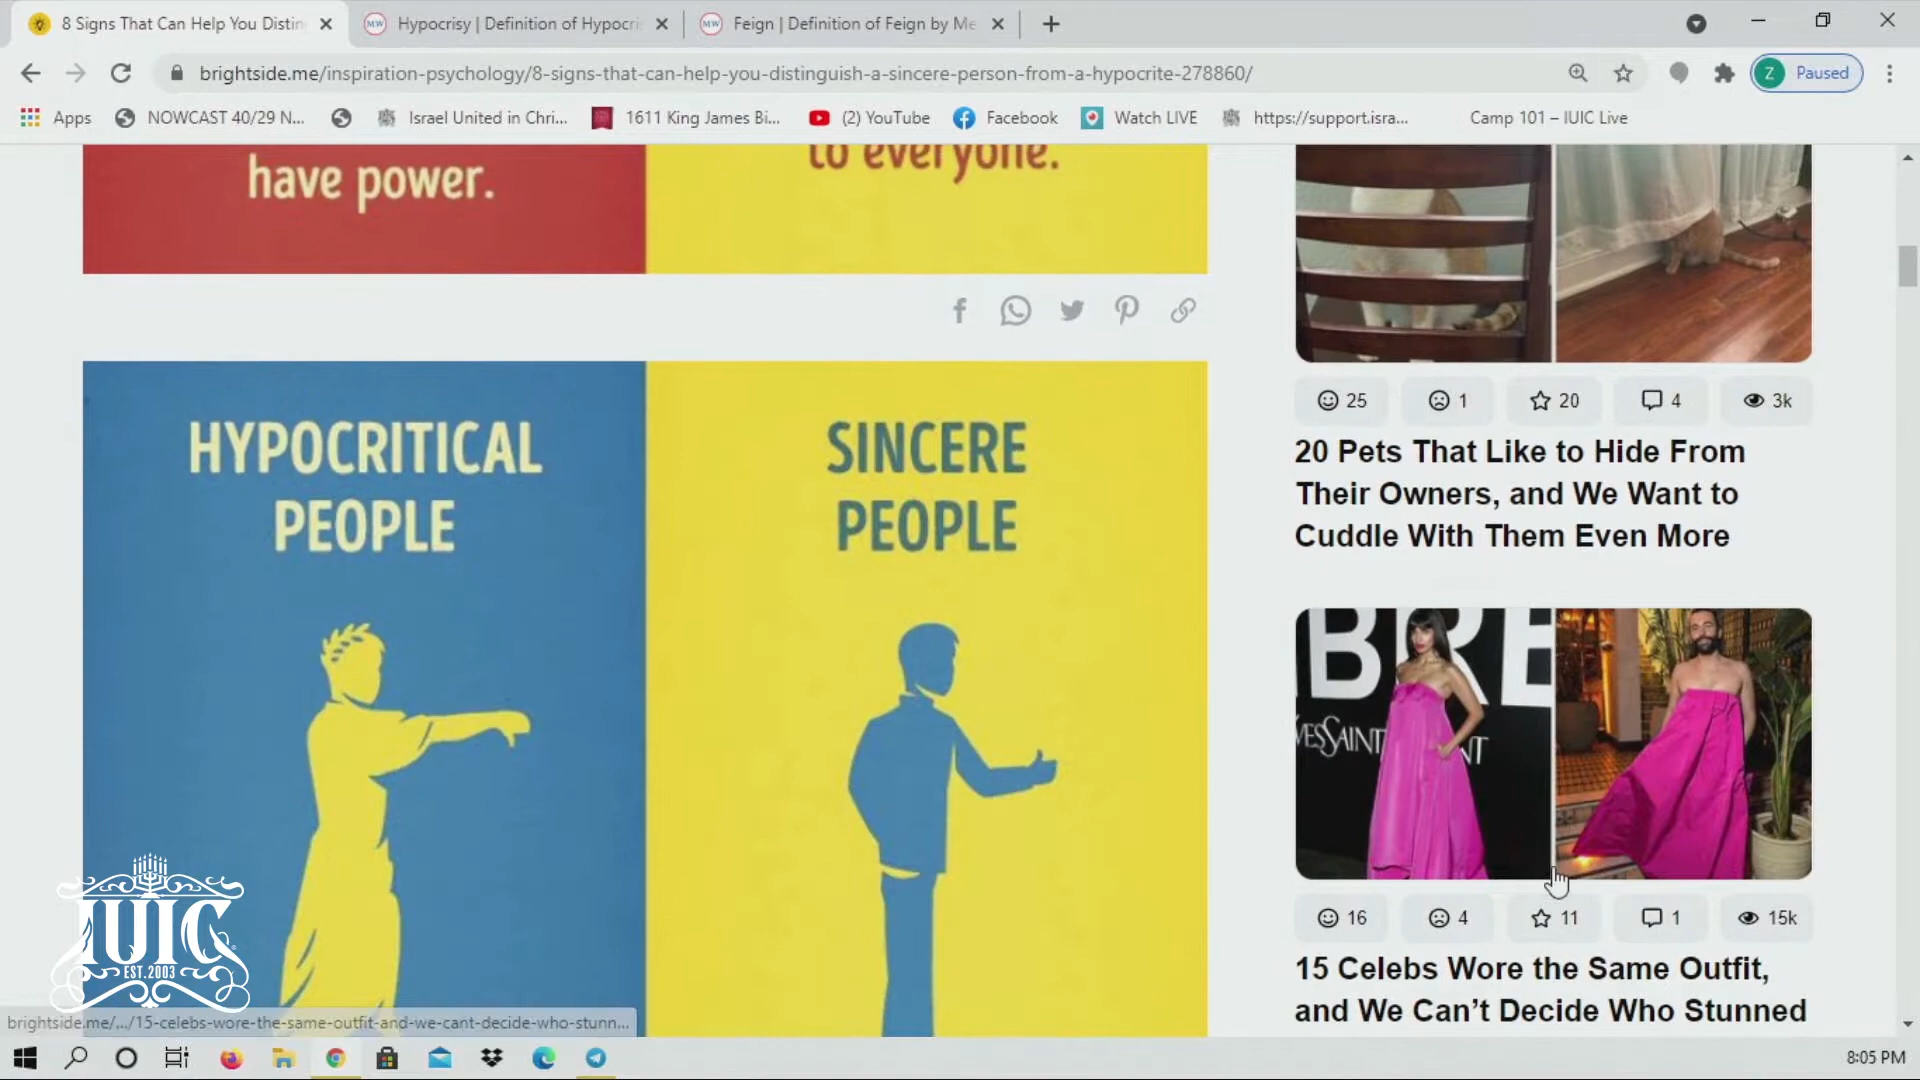 8 Signs That Can Help You Distin
Hypocrisy | Definition of Hypocri
Feign | Definition of Feign by Me
brightside.me/inspiration-psychology/8-signs-that-can-help-you-distinguish-a-sincere-person-from-a-hypocrite-278860/
Z Paused
Apps
NOWCAST 40/29 N...
Israel United in Chri...
1611 King James Bi...
(2) YouTube
Facebook
Watch LIVE
https://support.isra...
Camp 101 – IUIC Live
have power.
to everyone.
HYPOCRITICAL
PEOPLE
SINCERE
PEOPLE
25
1
20
4
3k
20 Pets That Like to Hide From
Their Owners, and We Want to
Cuddle With Them Even More
BRE
VESSAINT
NT
16
4
11
1
15k
15 Celebs Wore the Same Outfit,
and We Can't Decide Who Stunned
IUIC
EST.2003
brightside.me/.../15-celebs-wore-the-same-outfit-and-we-cant-decide-who-stunn...
8:05 PM